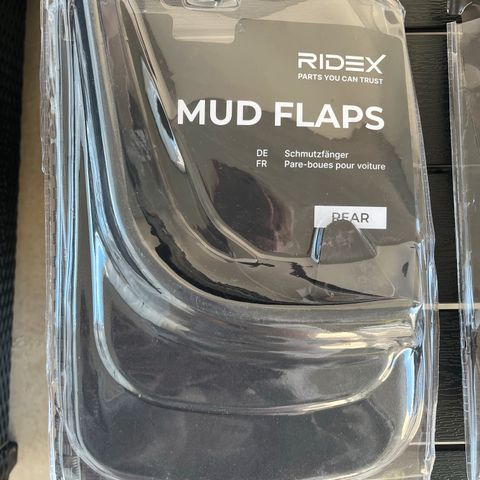 RIDEX
PARTS YOU CAN TRUST
MUD FLAPS
DE Schmutzfänger
FR Pare-boues pour voiture
REAR